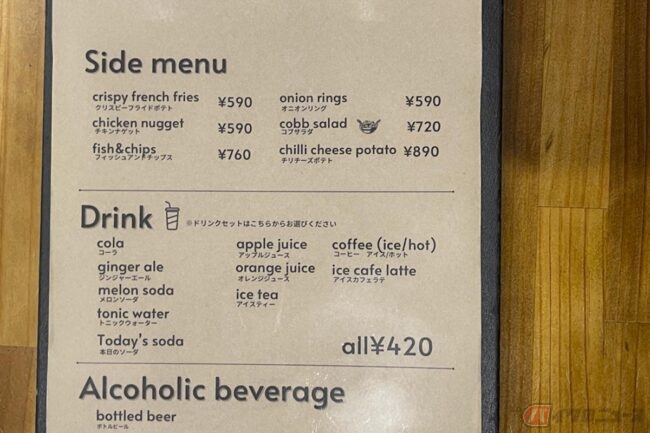 Side menu
crispy french fries ¥590
クリスピーフライドポテト
chicken nugget ¥590
チキンナゲット
fish&chips ¥760
フィッシュアンドチップス
onion rings ¥590
オニオンリング
cobb salad ¥720
コブサラダ
chilli cheese potato ¥890
チリチーズポテト
Drink ※ドリンクセットはこちらからお選びください
cola
コーラ
ginger ale
ジンジャーエール
melon soda
メロンソーダ
tonic water
トニックウォーター
Today's soda
本日のソーダ
apple juice
アップルジュース
orange juice
オレンジジュース
ice tea
アイスティー
coffee (ice/hot)
コーヒー アイス/ホット
ice cafe latte
アイスカフェラテ
all¥420
Alcoholic beverage
bottled beer
ボトルビール
イチロニュース